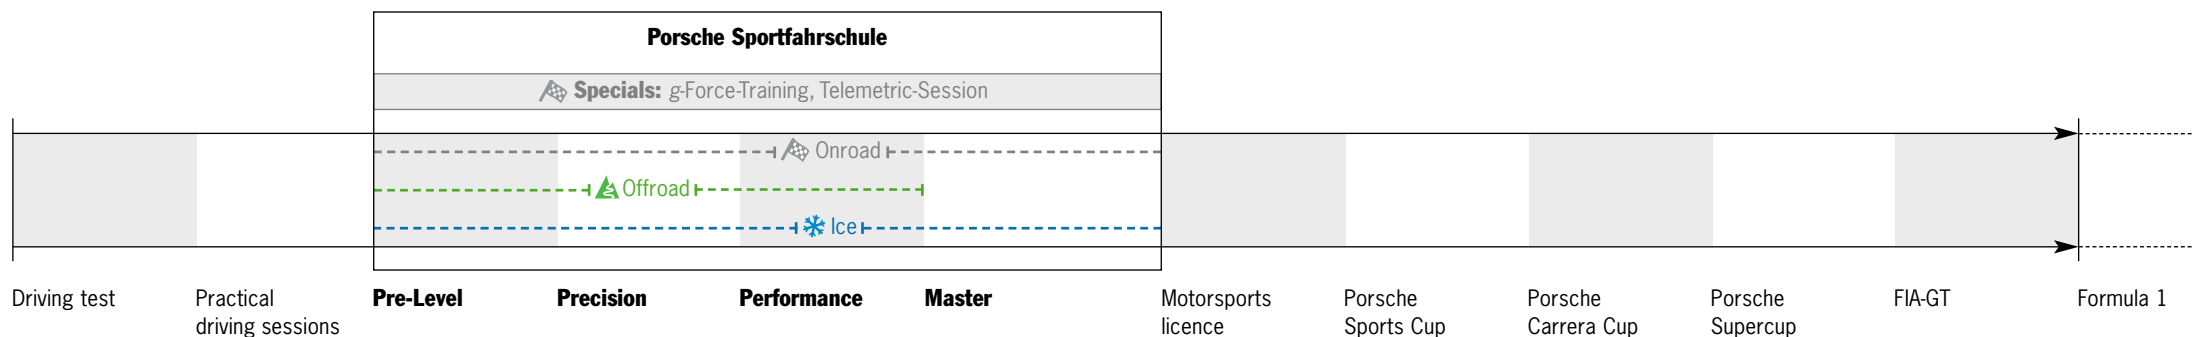 Porsche Sportfahrschule
Specials: g-Force-Training, Telemetric-Session
Onroad
Offroad
Ice
Driving test
Practical
driving sessions
Pre-Level
Precision
Performance
Master
Motorsports
licence
Porsche
Sports Cup
Porsche
Carrera Cup
Porsche
Supercup
FIA-GT
Formula 1